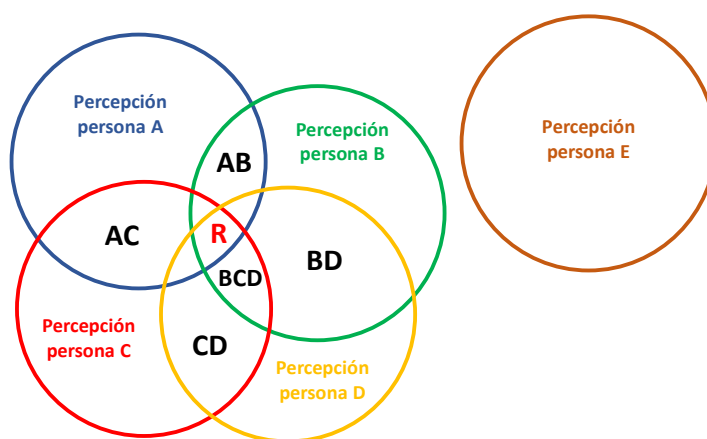 Percepción
persona A
Percepción
persona B
Percepción
persona E
AB
AC
R
BD
BCD
CD
Percepción
persona C
Percepción
persona D